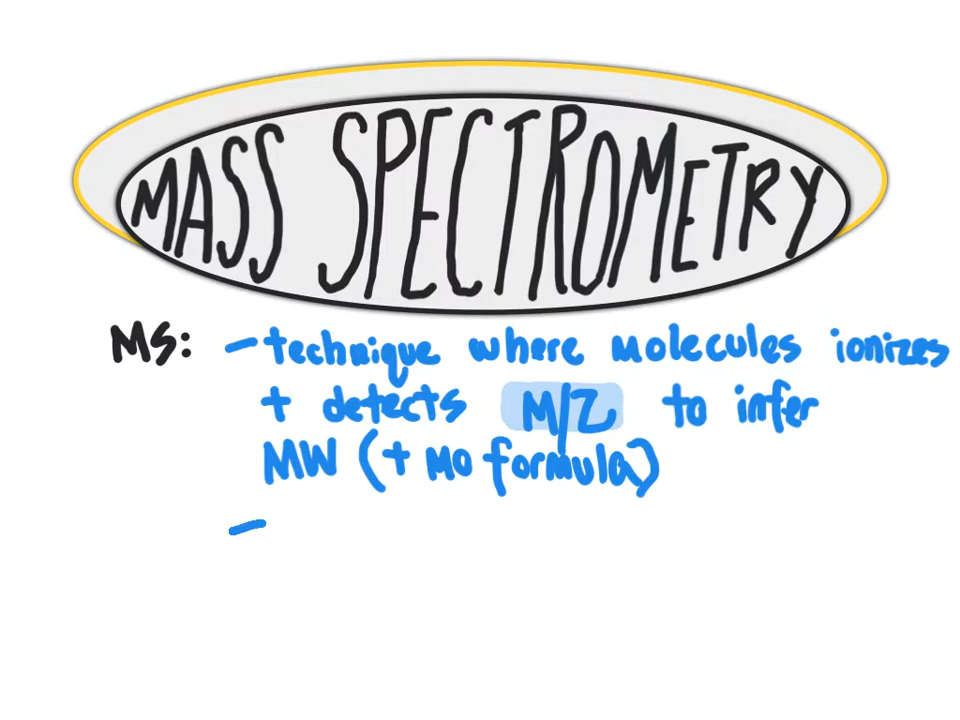 MASS SPECTROMETRY
MS: - technique where molecules ionizes
+ detects M/Z to infer
MW (+ MO formula)
-